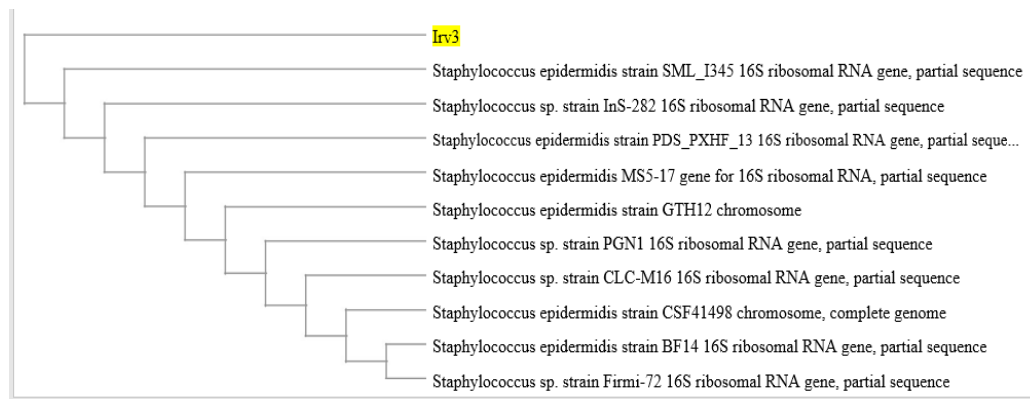 Irv3
Staphylococcus epidermidis strain SML_I345 16S ribosomal RNA gene, partial sequence
Staphylococcus sp. strain InS-282 16S ribosomal RNA gene, partial sequence
Staphylococcus epidermidis strain PDS_PXHF_13 16S ribosomal RNA gene, partial seque...
Staphylococcus epidermidis MS5-17 gene for 16S ribosomal RNA, partial sequence
Staphylococcus epidermidis strain GTH12 chromosome
Staphylococcus sp. strain PGN1 16S ribosomal RNA gene, partial sequence
Staphylococcus sp. strain CLC-M16 16S ribosomal RNA gene, partial sequence
Staphylococcus epidermidis strain CSF41498 chromosome, complete genome
Staphylococcus epidermidis strain BF14 16S ribosomal RNA gene, partial sequence
Staphylococcus sp. strain Firmi-72 16S ribosomal RNA gene, partial sequence